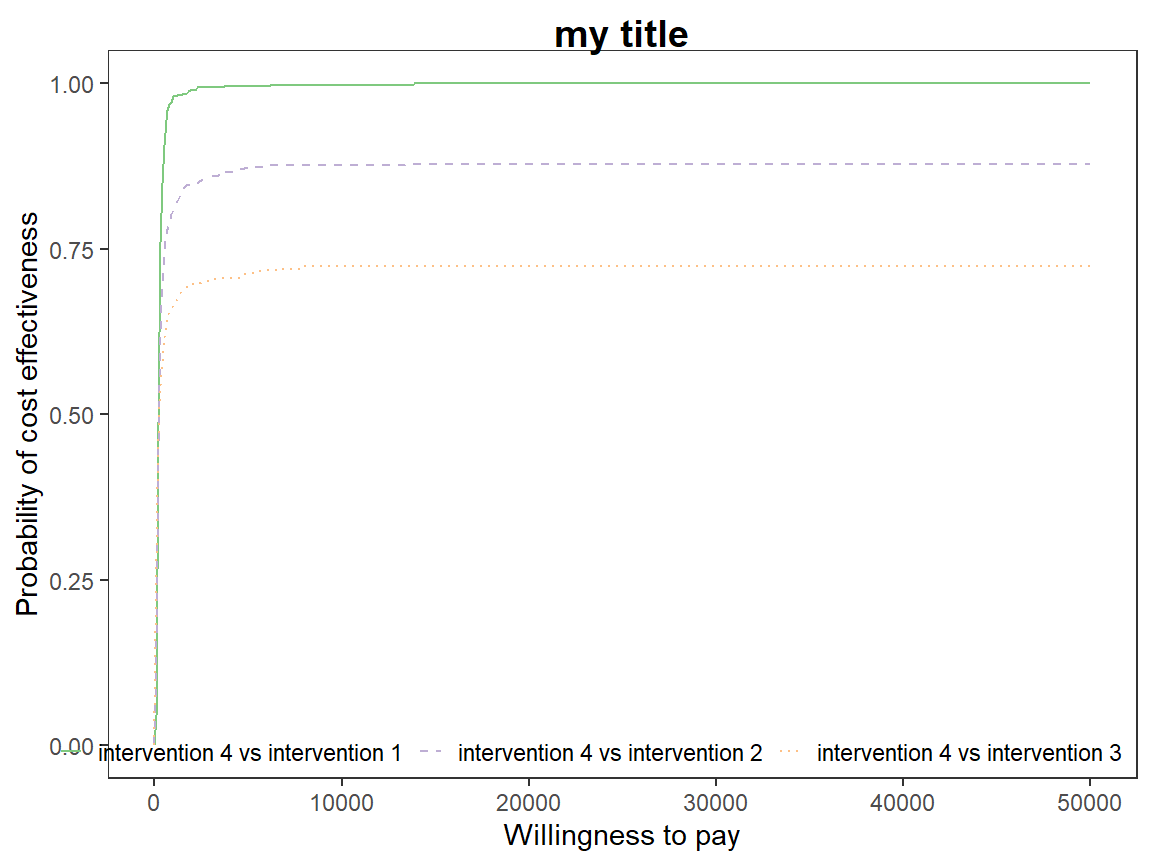 my title
Probability of cost effectiveness
1.00
0.75
0.50
0.25
0.00
intervention 4 vs intervention 1
intervention 4 vs intervention 2
intervention 4 vs intervention 3
0
10000
20000
30000
40000
50000
Willingness to pay